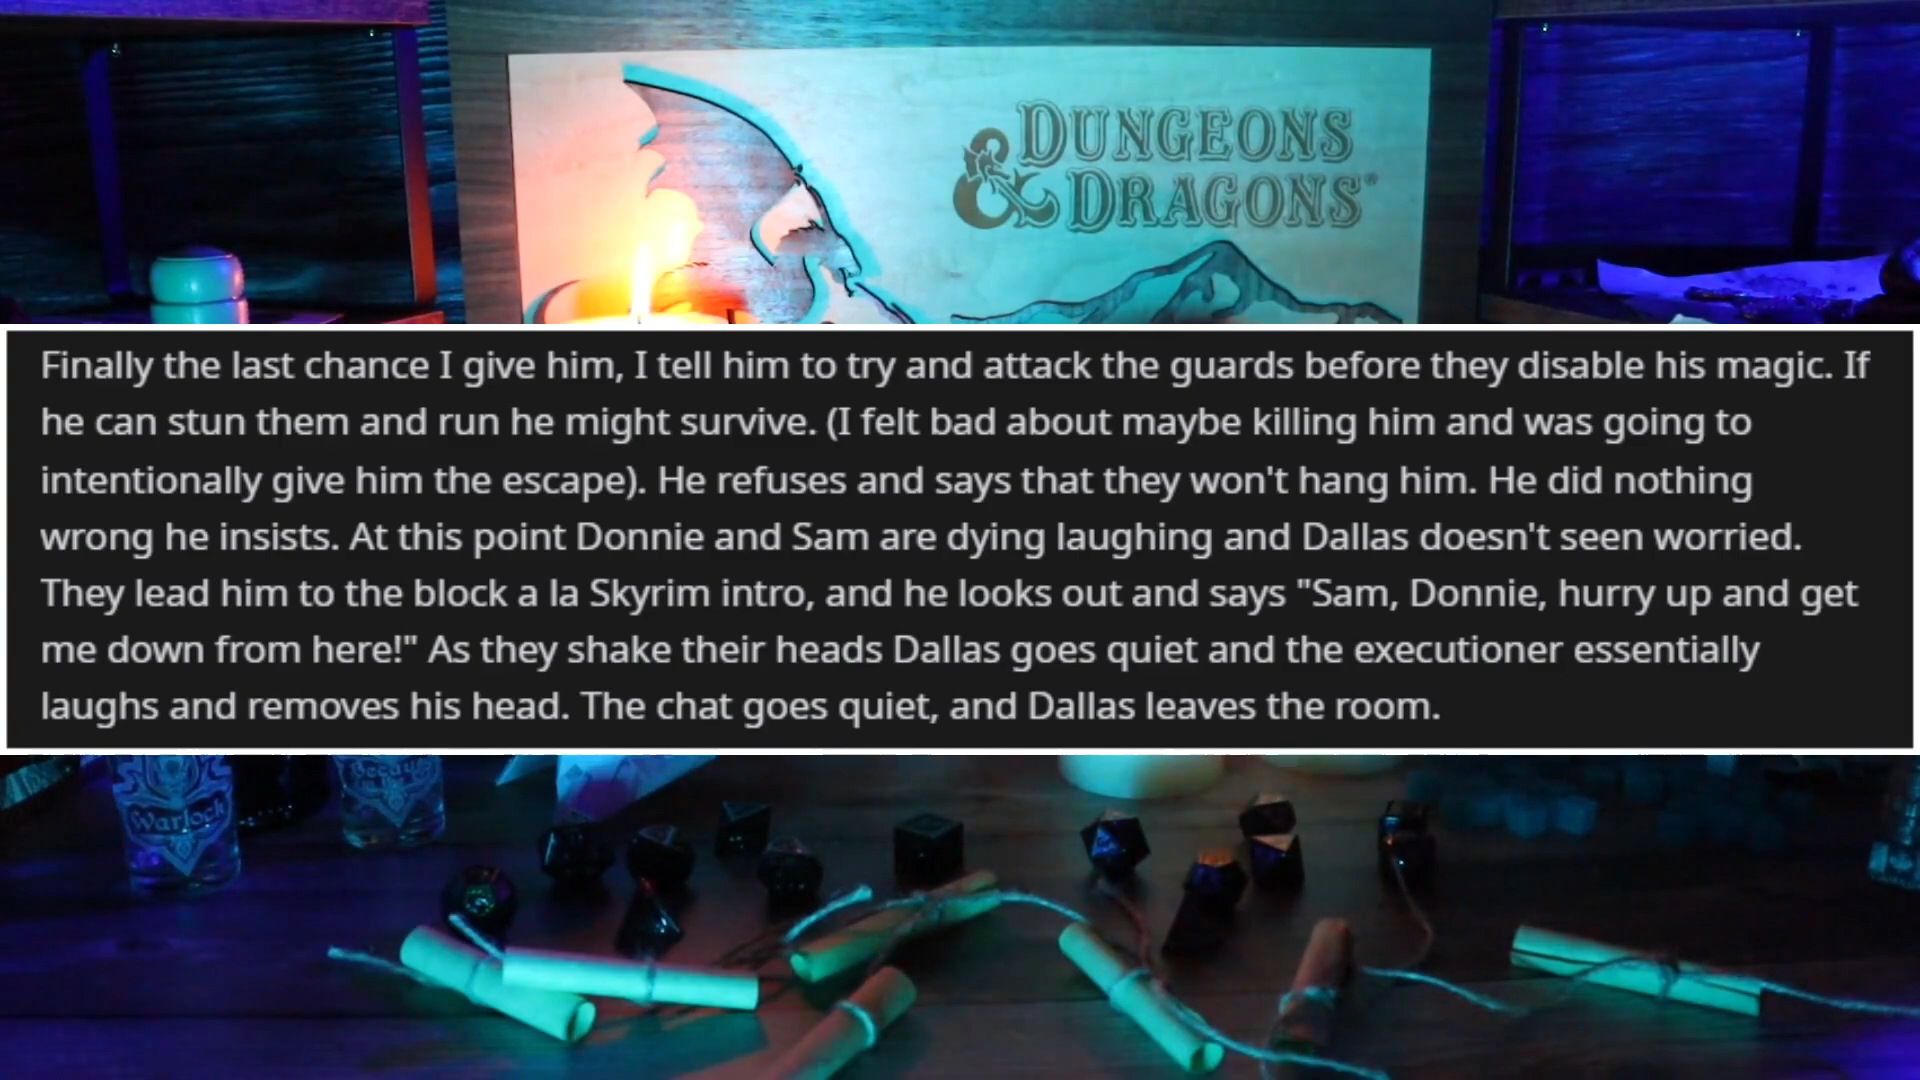 DUNGEONS
& DRAGONS®
Finally the last chance I give him, I tell him to try and attack the guards before they disable his magic. If
he can stun them and run he might survive. (I felt bad about maybe killing him and was going to
intentionally give him the escape). He refuses and says that they won't hang him. He did nothing
wrong he insists. At this point Donnie and Sam are dying laughing and Dallas doesn't seen worried.
They lead him to the block a la Skyrim intro, and he looks out and says "Sam, Donnie, hurry up and get
me down from here!" As they shake their heads Dallas goes quiet and the executioner essentially
laughs and removes his head. The chat goes quiet, and Dallas leaves the room.
Warlock